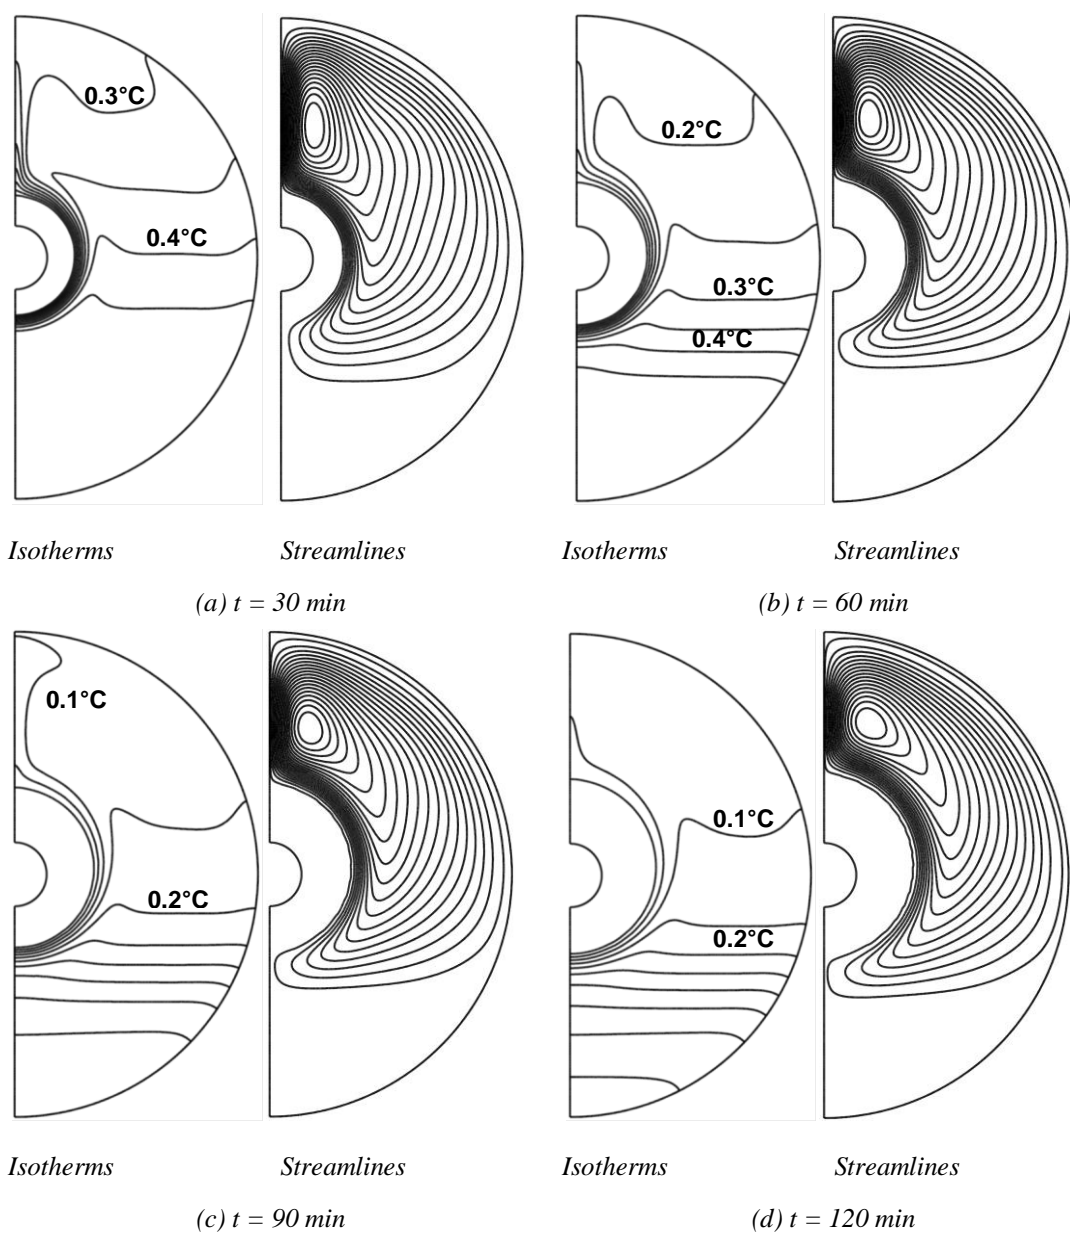 0.3°C
0.4°C
0.2°C
0.3°C
0.4°C
Isotherms Streamlines Isotherms Streamlines
(a) t = 30 min (b) t = 60 min
0.1°C
0.2°C
0.1°C
0.2°C
Isotherms Streamlines Isotherms Streamlines
(c) t = 90 min (d) t = 120 min